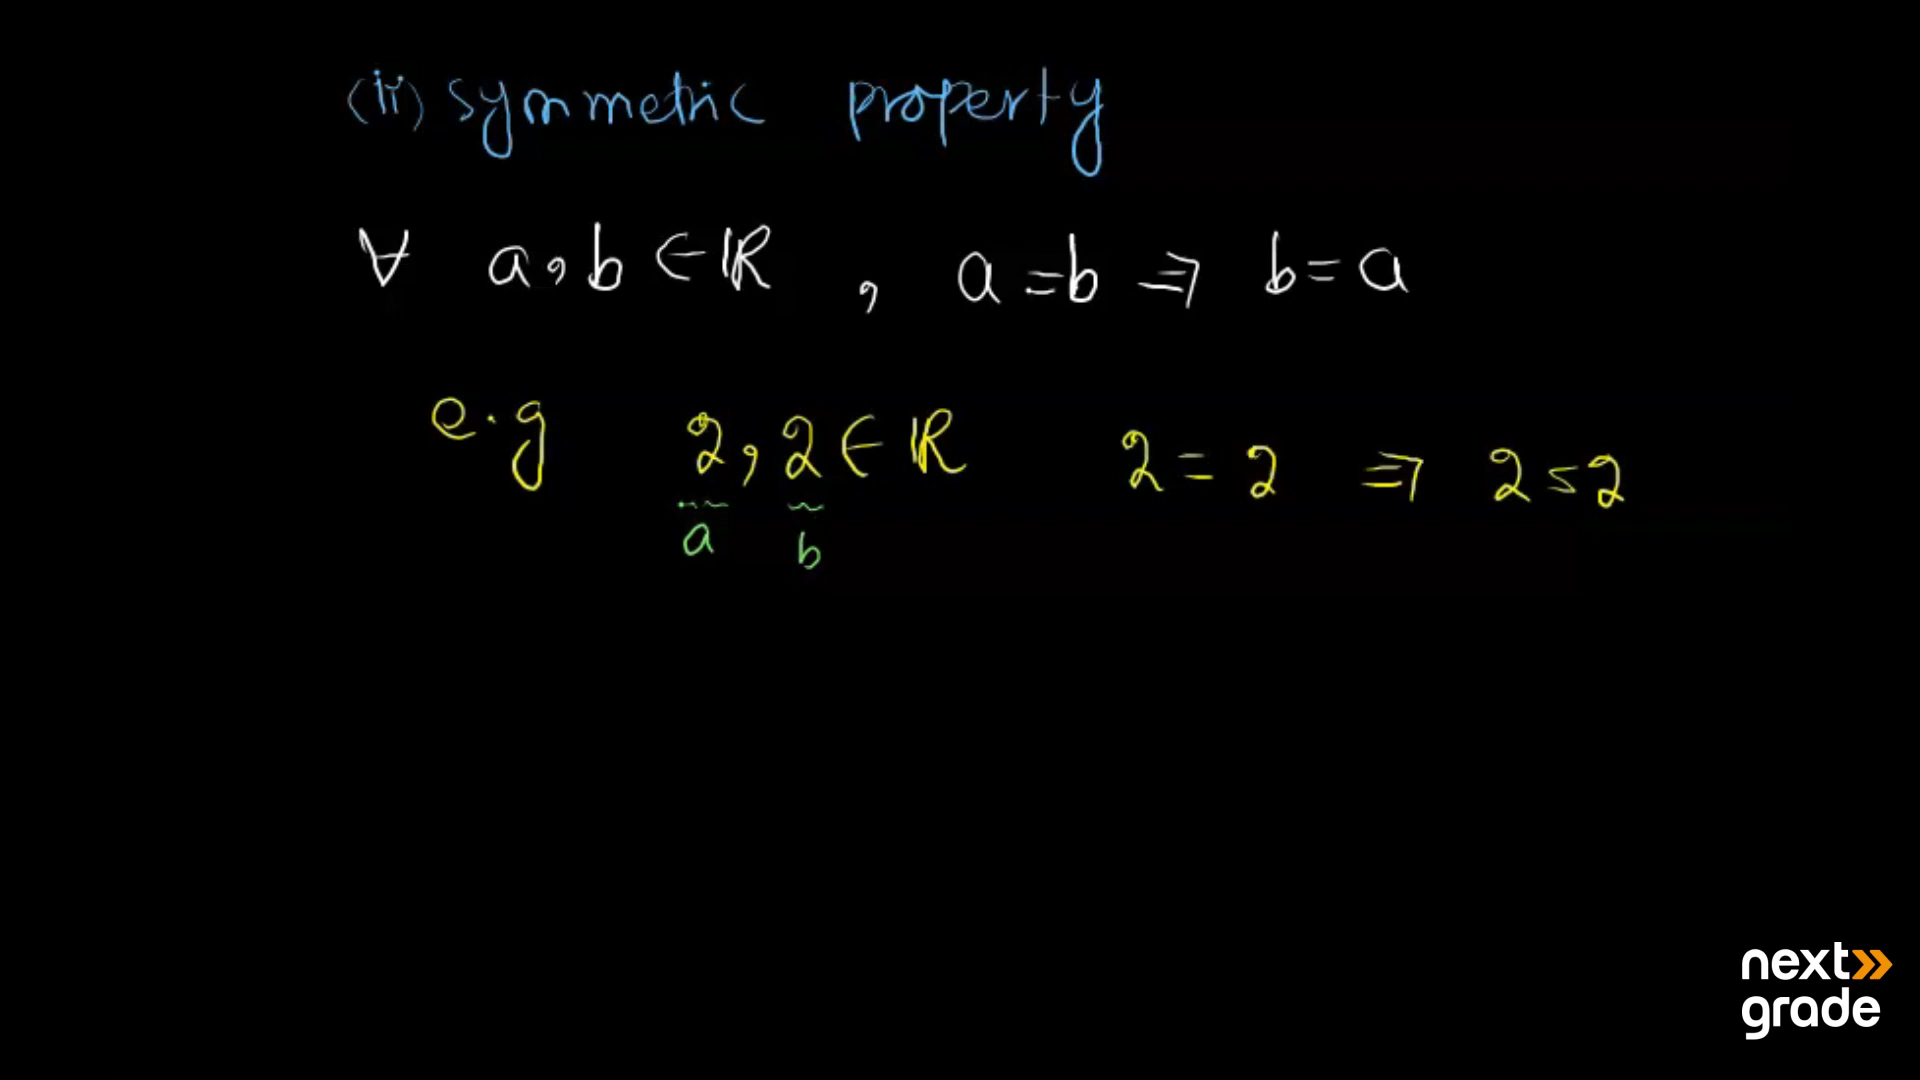 (ii) symmetric property
∀ a, b ∈ ℝ , a = b ⇒ b = a
e.g 2, 2 ∈ ℝ 2 = 2 ⇒ 2 = 2
a b
next
grade